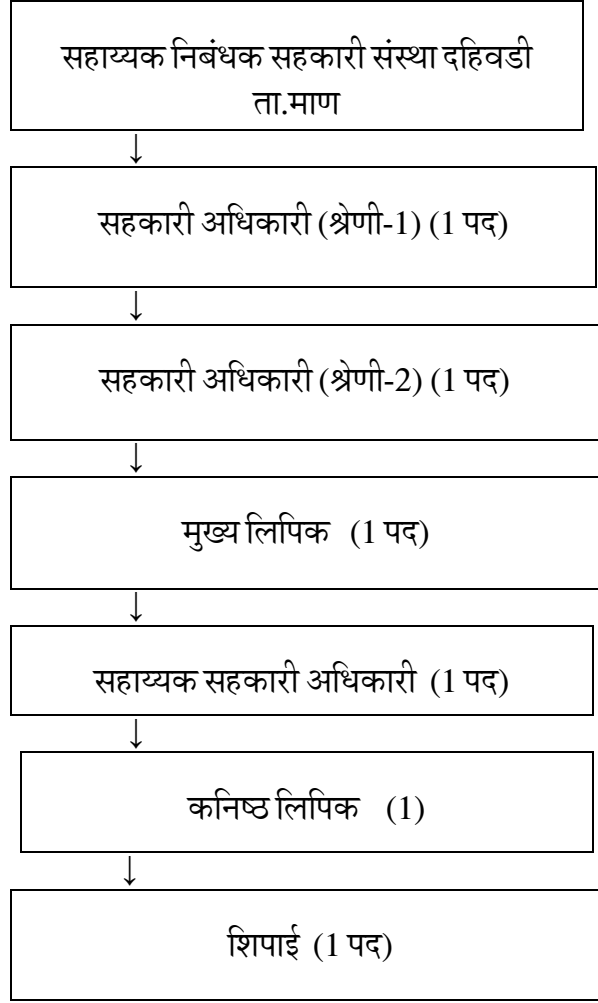 सहाय्यक निबंधक सहकारी संस्था दहिवडी
ता.माण
↓
सहकारी अधिकारी (श्रेणी-1) (1 पद)
↓
सहकारी अधिकारी (श्रेणी-2) (1 पद)
↓
मुख्य लिपिक (1 पद)
↓
सहाय्यक सहकारी अधिकारी (1 पद)
↓
कनिष्ठ लिपिक (1)
↓
शिपाई (1 पद)